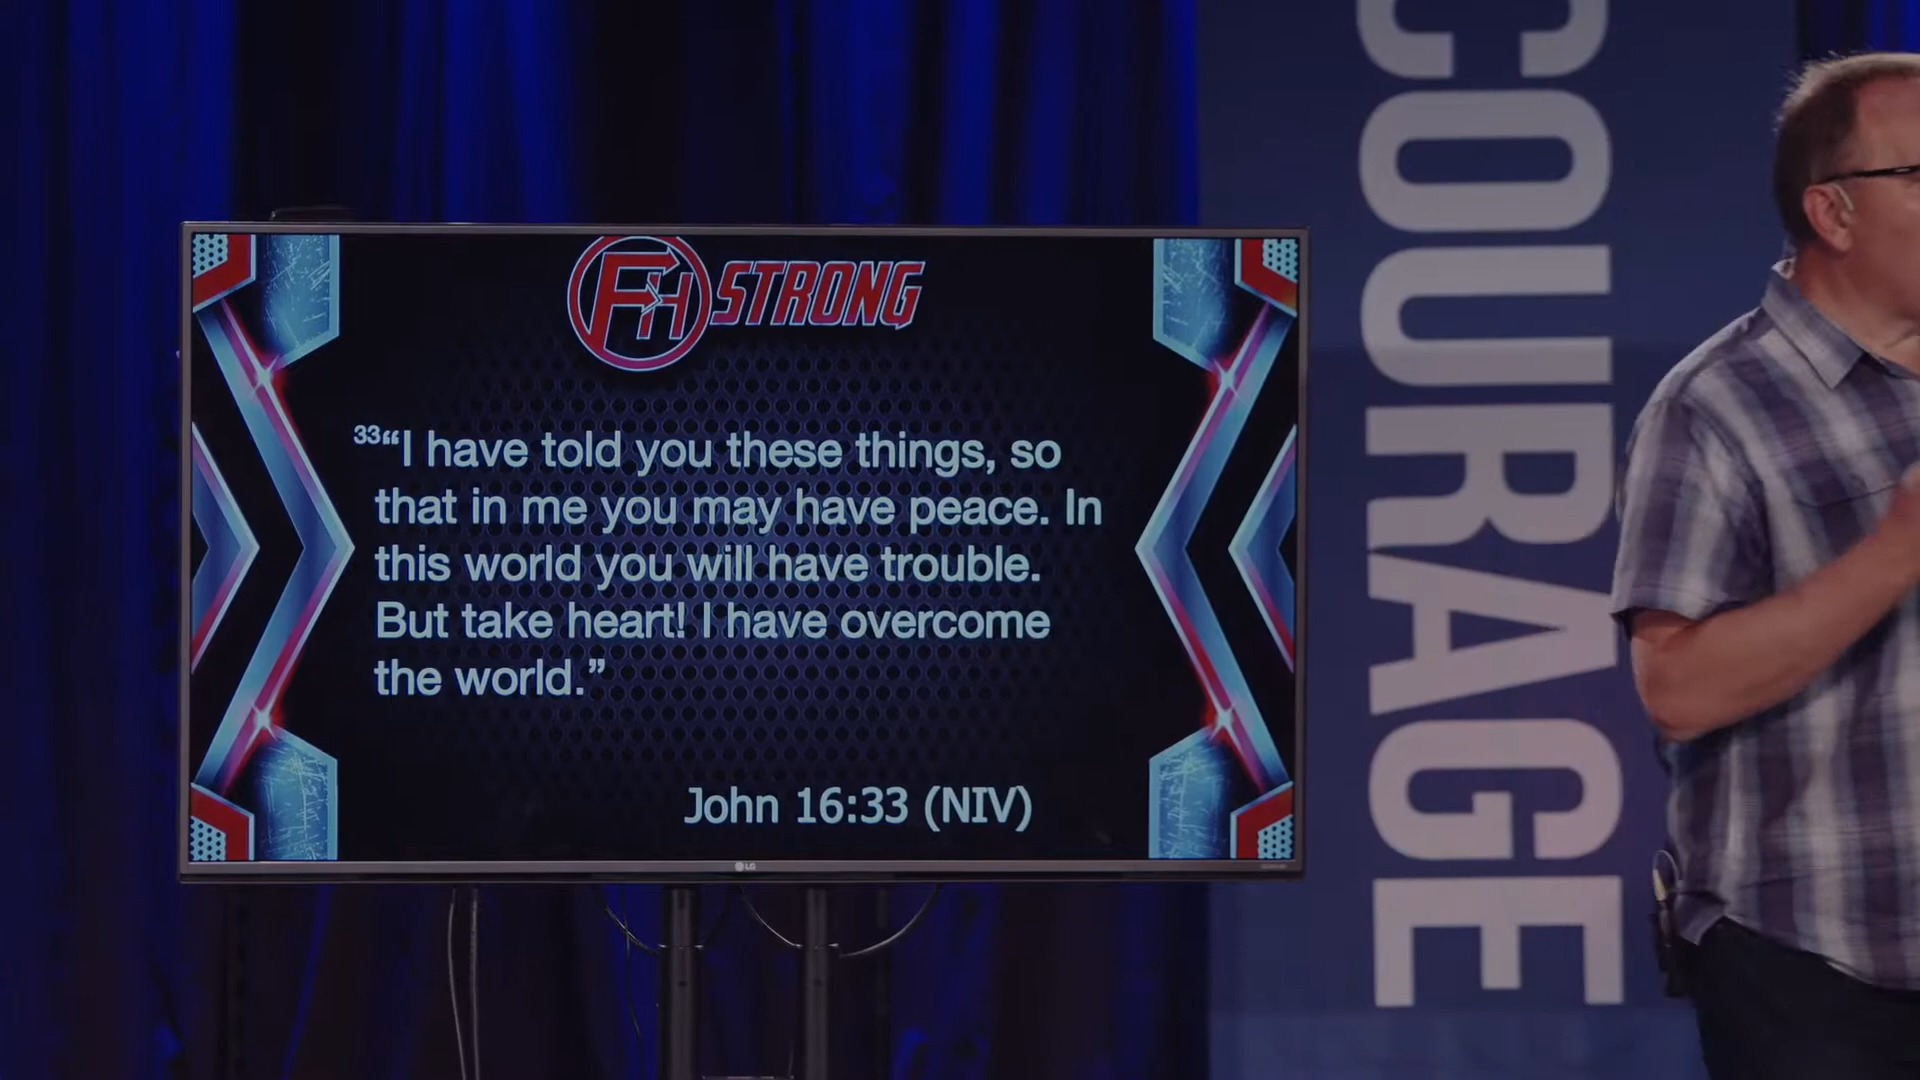 FH STRONG
33“I have told you these things, so
that in me you may have peace. In
this world you will have trouble.
But take heart! I have overcome
the world.”
John 16:33 (NIV)
LG
COURAGE